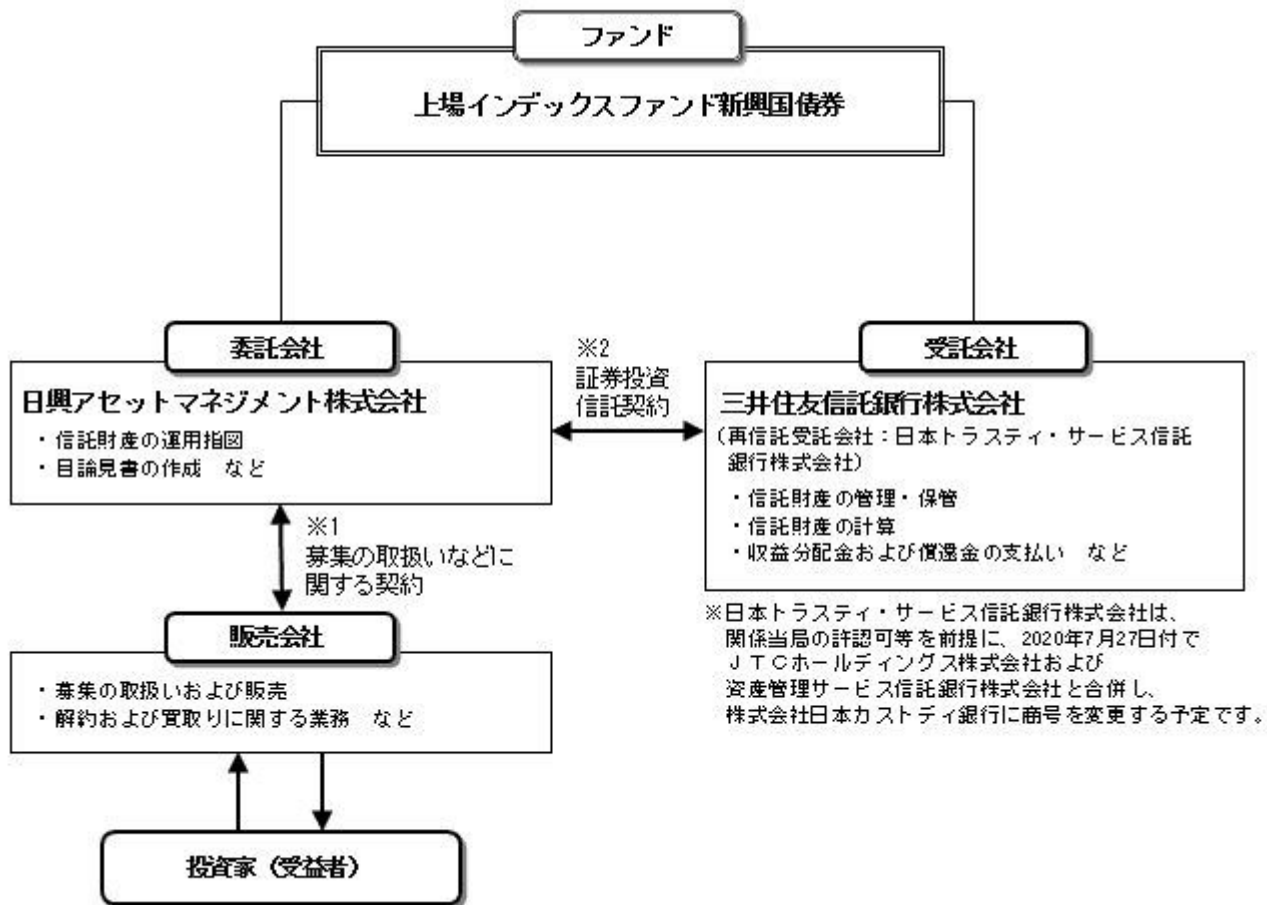 ファンド
上場インデックスファンド新興国債券
委託会社
日興アセットマネジメント株式会社
・信託財産の運用指図
・目論見書の作成　など
※2
証券投資
信託契約
受託会社
三井住友信託銀行株式会社
(再信託受託会社：日本トラスティ・サービス信託
銀行株式会社)
・信託財産の管理・保管
・信託財産の計算
・収益分配金および償還金の支払い　など
※1
募集の取扱いなどに
関する契約
販売会社
・募集の取扱いおよび販売
・解約および買取りに関する業務　など
※日本トラスティ・サービス信託銀行株式会社は、
関係当局の許認可等を前提に、2020年7月27日付で
ＪＴＣホールディングス株式会社および
資産管理サービス信託銀行株式会社と合併し、
株式会社日本カストディ銀行に商号を変更する予定です。
投資家（受益者）